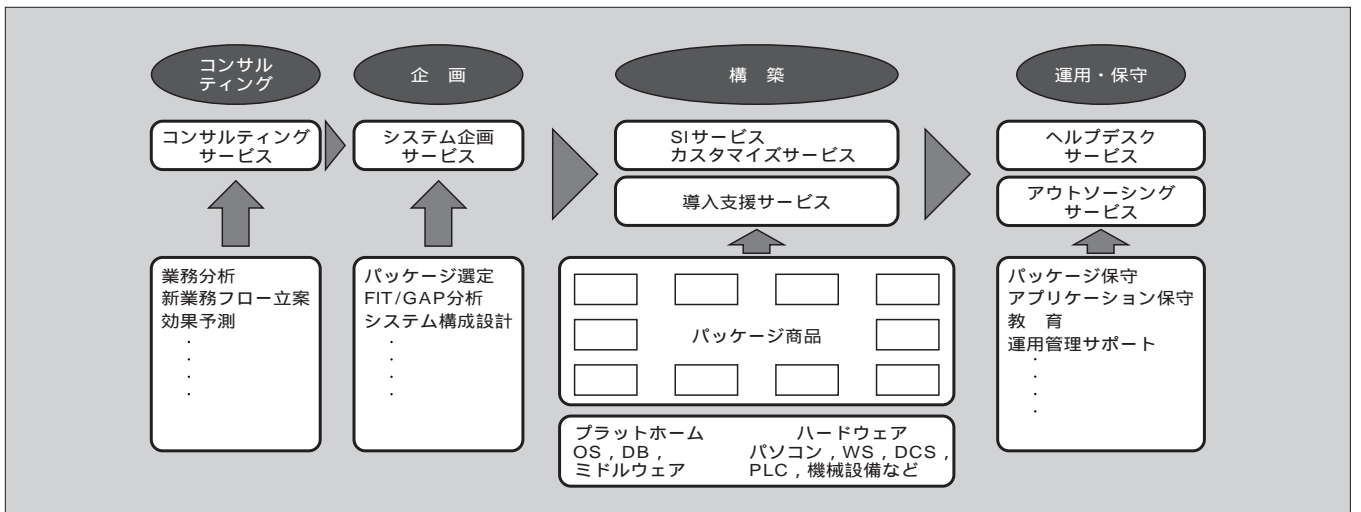 コンサル
ティング
企　画
構　築
運用・保守
コンサルティング
サービス
システム企画
サービス
SIサービス
カスタマイズサービス
導入支援サービス
ヘルプデスク
サービス
アウトソーシング
サービス
業務分析
新業務フロー立案
効果予測
・
・
・
・
パッケージ選定
FIT/GAP分析
システム構成設計
・
・
・
・
パッケージ商品
プラットホーム
OS，DB，
ミドルウェア
ハードウェア
パソコン，WS，DCS，
PLC，機械設備など
パッケージ保守
アプリケーション保守
教　育
運用管理サポート
・
・
・
・